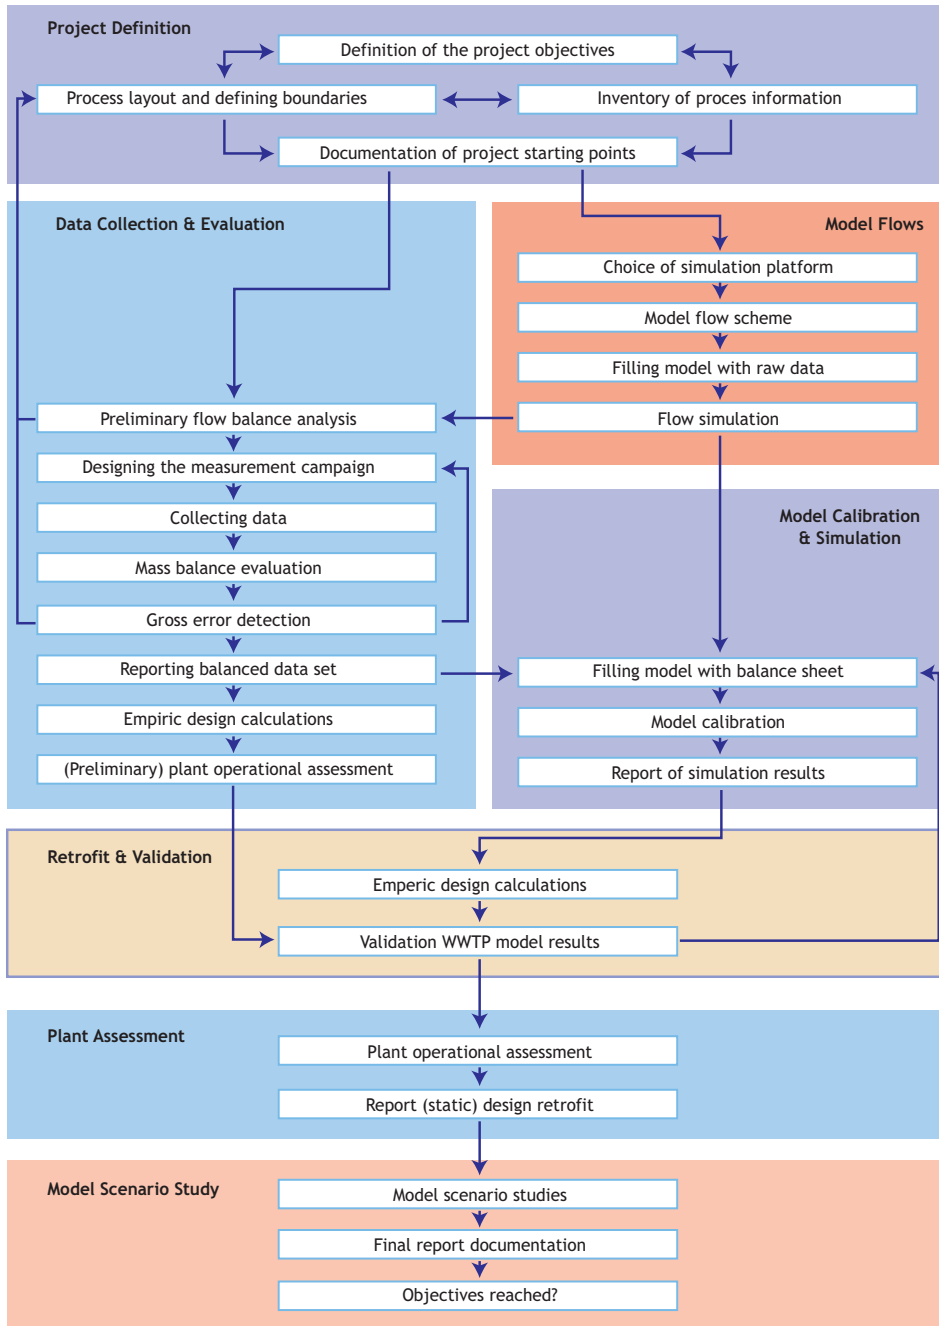 Project Definition
Definition of the project objectives
Process layout and defining boundaries
Inventory of proces information
Documentation of project starting points
Data Collection & Evaluation
Model Flows
Choice of simulation platform
Model flow scheme
Filling model with raw data
Flow simulation
Preliminary flow balance analysis
Designing the measurement campaign
Collecting data
Mass balance evaluation
Gross error detection
Reporting balanced data set
Empiric design calculations
(Preliminary) plant operational assessment
Model Calibration
& Simulation
Filling model with balance sheet
Model calibration
Report of simulation results
Retrofit & Validation
Emperic design calculations
Validation WWTP model results
Plant Assessment
Plant operational assessment
Report (static) design retrofit
Model Scenario Study
Model scenario studies
Final report documentation
Objectives reached?